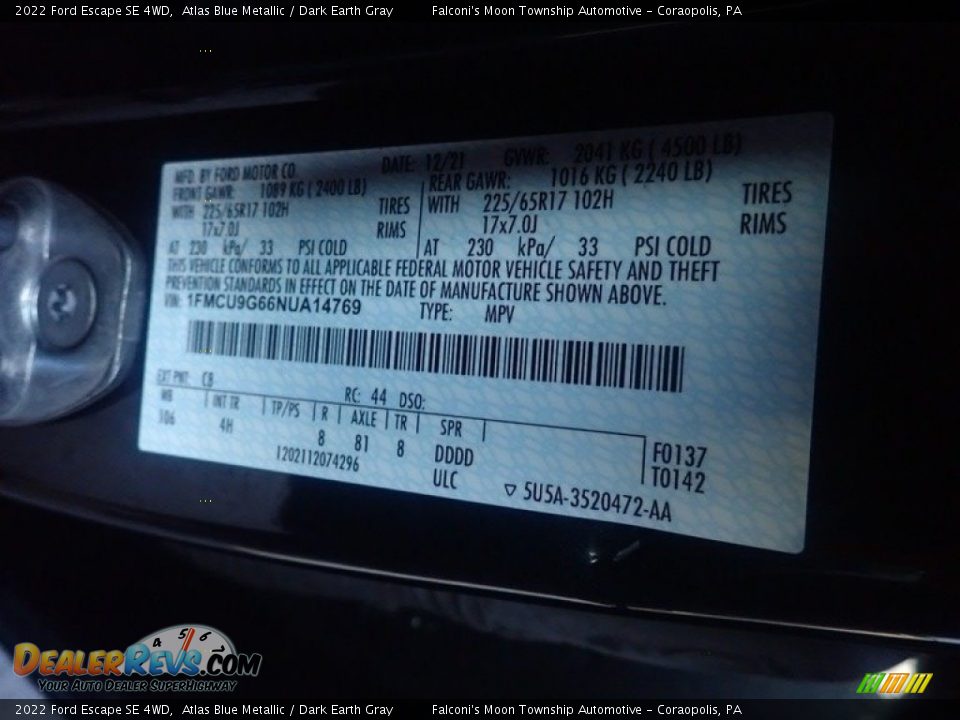 2022 Ford Escape SE 4WD, Atlas Blue Metallic / Dark Earth Gray Falconi's Moon Township Automotive - Coraopolis, PA
MFD. BY FORD MOTOR CO. DATE: 12/21 GVWR: 2041 KG ( 4500 LB)
FRONT GAWR: 1089 KG ( 2400 LB) REAR GAWR: 1016 KG ( 2240 LB)
WITH 225/65R17 102H TIRES WITH 225/65R17 102H TIRES
17x7.0J RIMS 17x7.0J RIMS
AT 230 kPa/ 33 PSI COLD AT 230 kPa/ 33 PSI COLD
THIS VEHICLE CONFORMS TO ALL APPLICABLE FEDERAL MOTOR VEHICLE SAFETY AND THEFT
PREVENTION STANDARDS IN EFFECT ON THE DATE OF MANUFACTURE SHOWN ABOVE.
VIN: 1FMCU9G66NUA14769 TYPE: MPV
EXT PNT: CB RC: 44 DSO:
WB INT TR TP/PS R AXLE TR SPR
106 4H 8 81 8 DDDD F0137
1202112074296 ULC T0142
▽ 5U5A-3520472-AA
4 5 6
DEALERREVS.COM
YOUR AUTO DEALER SUPERHIGHWAY
2022 Ford Escape SE 4WD, Atlas Blue Metallic / Dark Earth Gray Falconi's Moon Township Automotive - Coraopolis, PA